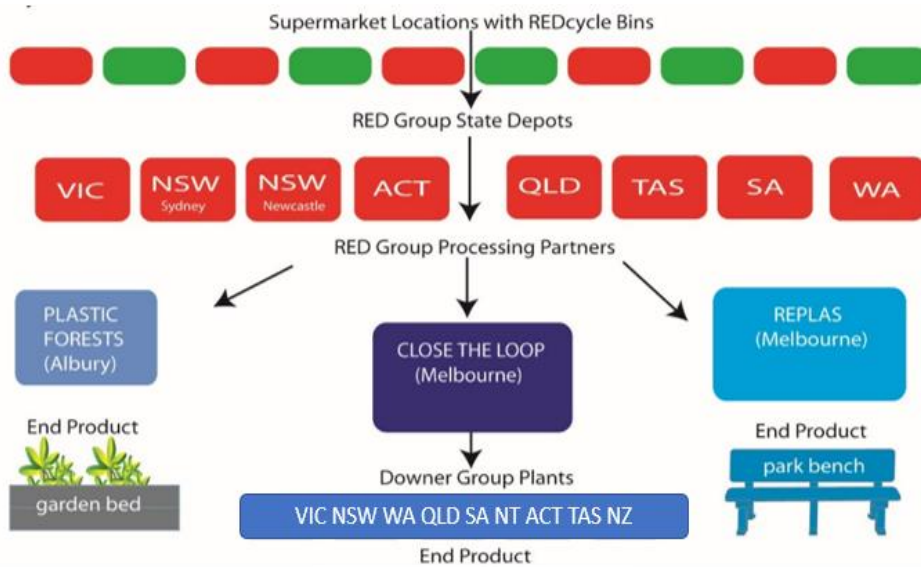 Supermarket Locations with REDcycle Bins
RED Group State Depots
VIC
NSW
Sydney
NSW
Newcastle
ACT
QLD
TAS
SA
WA
RED Group Processing Partners
PLASTIC
FORESTS
(Albury)
CLOSE THE LOOP
(Melbourne)
REPLAS
(Melbourne)
End Product
garden bed
End Product
park bench
Downer Group Plants
VIC NSW WA QLD SA NT ACT TAS NZ
End Product